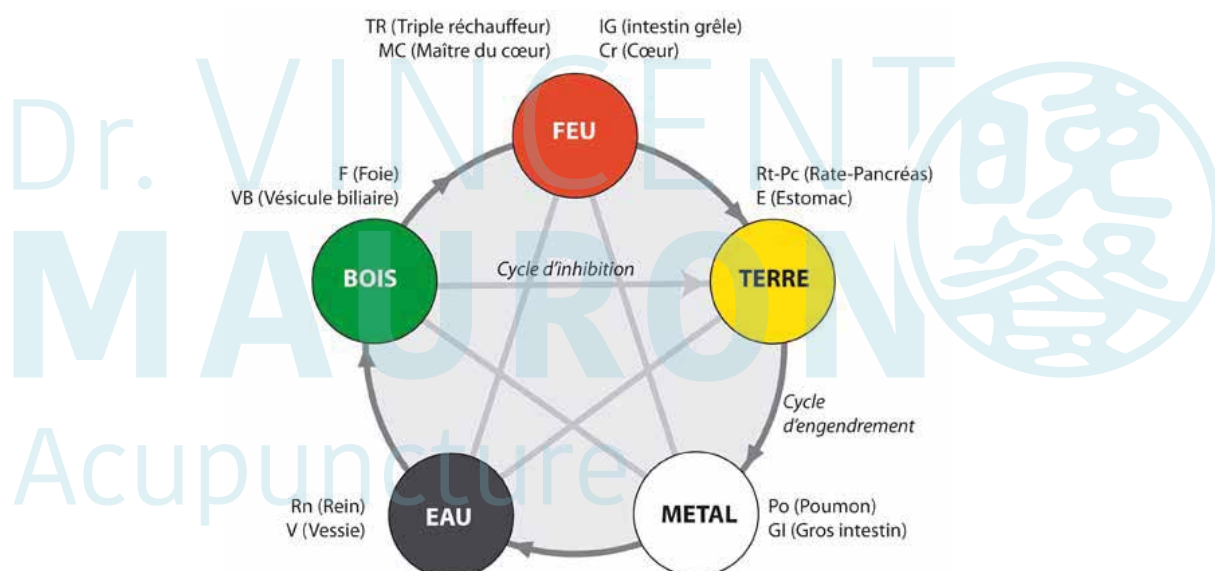 TR (Triple réchauffeur)
MC (Maître du cœur)
IG (intestin grêle)
Cr (Cœur)
Dr. VINCENT
MAURON
Acupuncture
晩翠
FEU
F (Foie)
VB (Vésicule biliaire)
Rt-Pc (Rate-Pancréas)
E (Estomac)
BOIS
Cycle d'inhibition
TERRE
Cycle
d'engendrement
Rn (Rein)
V (Vessie)
EAU
METAL
Po (Poumon)
GI (Gros intestin)